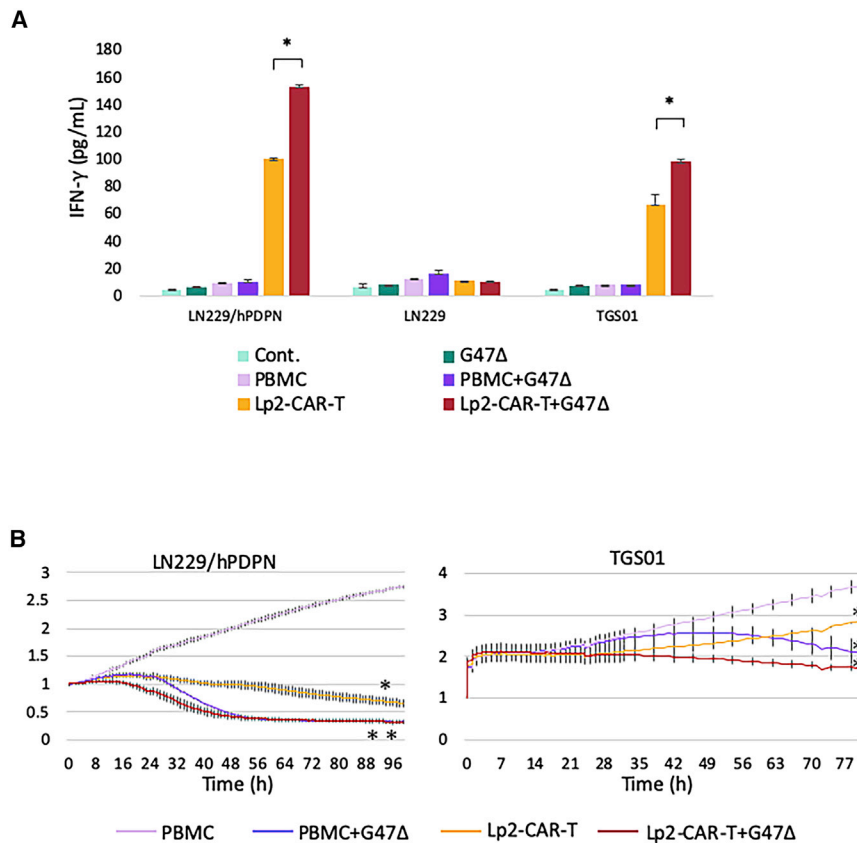 A
IFN-γ (pg/mL)
180
160
140
120
100
80
60
40
20
0
*
*
LN229/hPDPN LN229 TGS01
Cont. G47Δ
PBMC PBMC+G47Δ
Lp2-CAR-T Lp2-CAR-T+G47Δ
B
LN229/hPDPN
3
2.5
2
1.5
1
0.5
0
*
* *
0 8 16 24 32 40 48 56 64 72 80 88 96
Time (h)
TGS01
4
3
2
1
0
*
*
*
0 7 14 21 28 35 42 49 56 63 70 77
Time (h)
PBMC PBMC+G47Δ Lp2-CAR-T Lp2-CAR-T+G47Δ